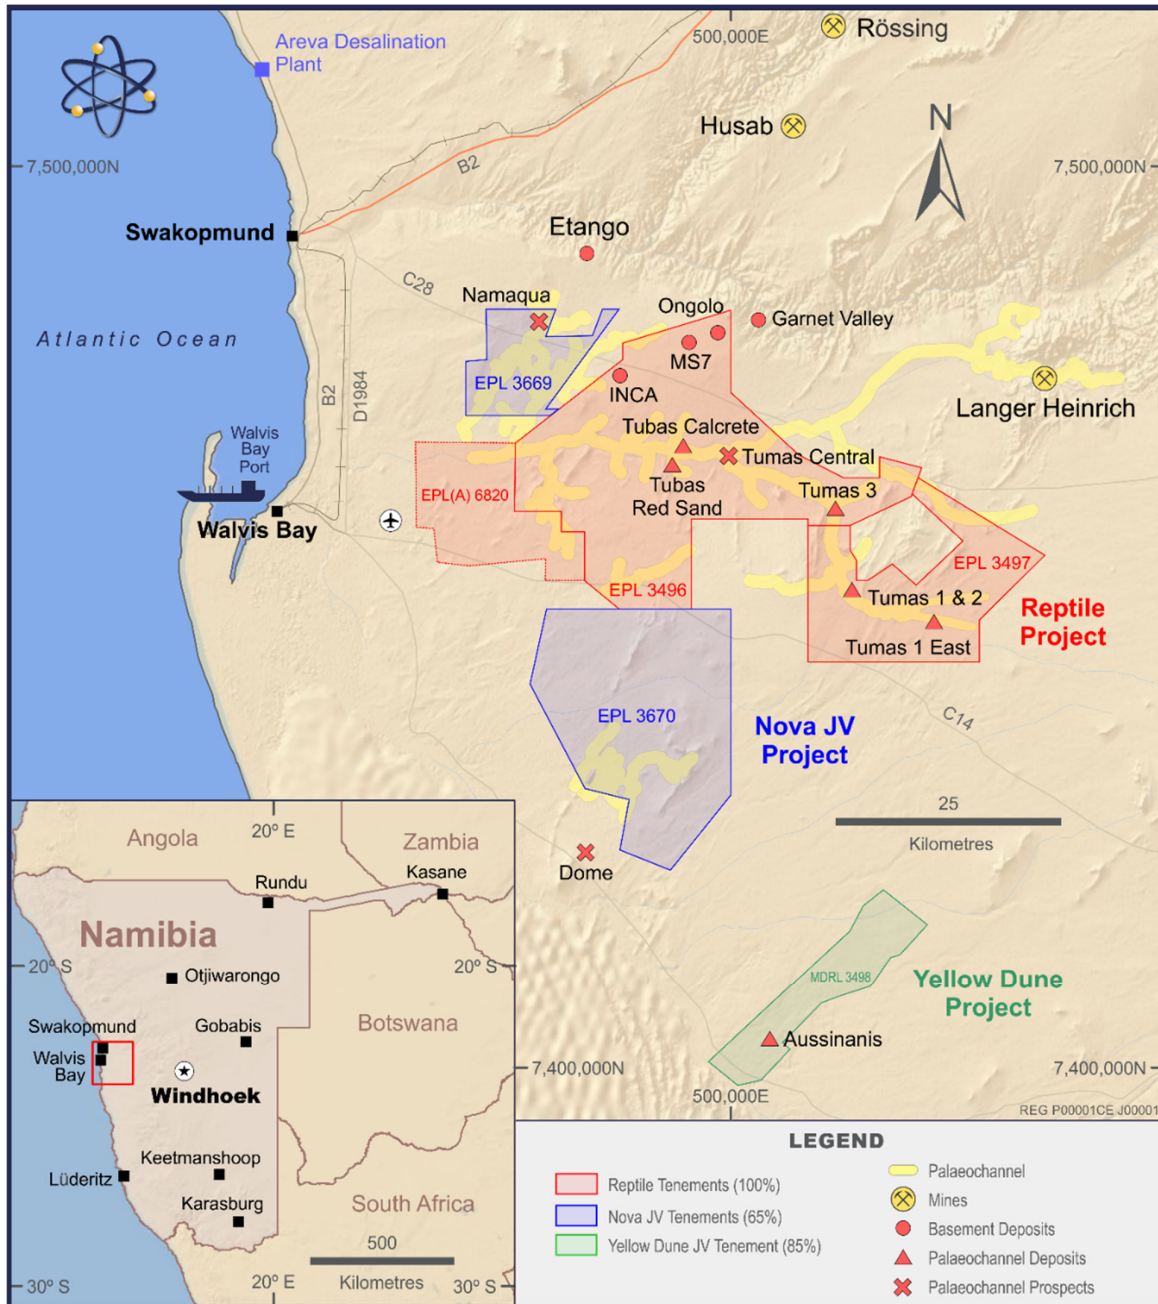 Areva Desalination
Plant
500,000E
Rössing
Husab
N
7,500,000N
7,500,000N
B2
Swakopmund
Etango
C28
Namaqua
Ongolo
Garnet Valley
Atlantic Ocean
MS7
EPL 3669
INCA
B2
D1984
Langer Heinrich
Tubas Calcrete
Walvis
Bay
Port
Tumas Central
EPL(A) 6820
Tubas
Red Sand
Tumas 3
Walvis Bay
EPL 3497
EPL 3496
Tumas 1 & 2
Reptile
Project
Tumas 1 East
EPL 3670
C14
Nova JV
Project
25
Kilometres
Dome
MDRL 3498
Yellow Dune
Project
Aussinanis
7,400,000N
7,400,000N
500,000E
REG P00001CE J00001
20° E
Angola
Zambia
Kasane
Rundu
Namibia
20° S
20° S
Otjiwarongo
Swakopmund
Gobabis
Botswana
Walvis
Bay
Windhoek
Keetmanshoop
Lüderitz
Karasburg
South Africa
500
Kilometres
30° S
20° E
30° S
LEGEND
Reptile Tenements (100%)
Nova JV Tenements (65%)
Yellow Dune JV Tenement (85%)
Palaeochannel
Mines
Basement Deposits
Palaeochannel Deposits
Palaeochannel Prospects